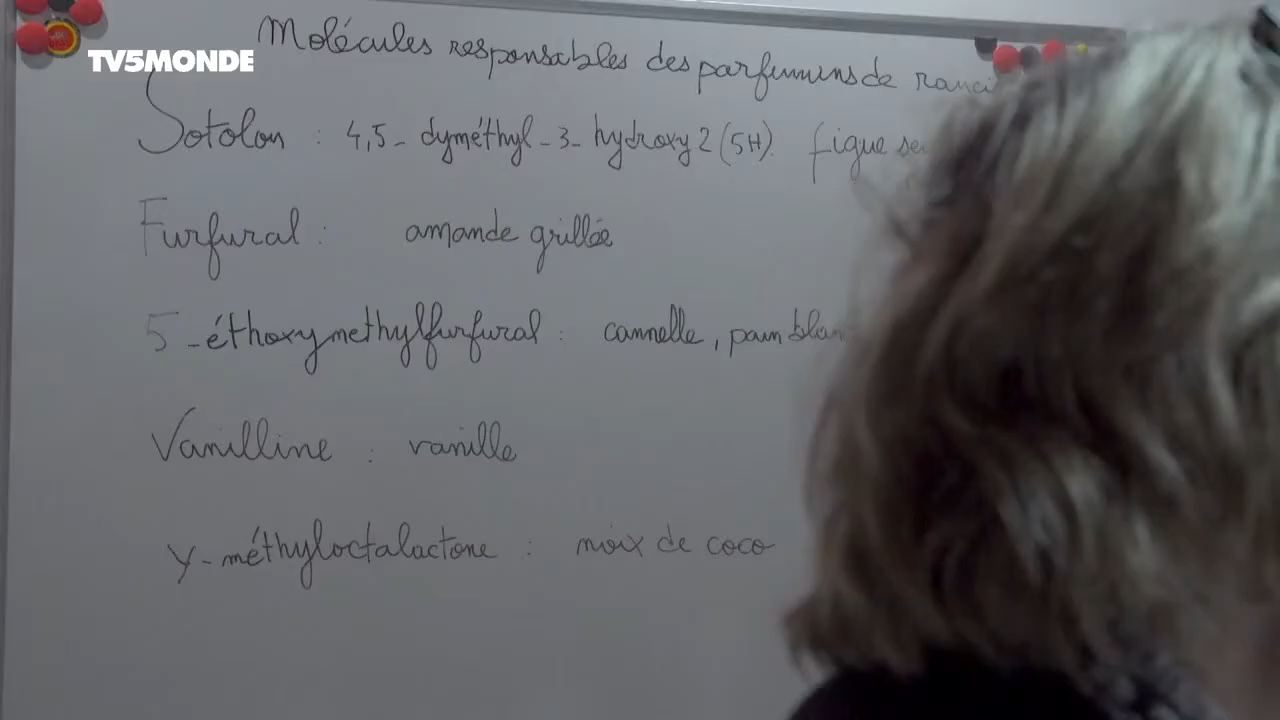 TV5MONDE
Molécules responsables des parfums de
Sotolon : 4,5- dyméthyl-3- hydroxy 2 (5H). figue
Furfural : amande grillée
5-éthoxymethylfurfural : cannelle, pain
Vanilline : vanille
γ-méthyloctalactone : noix de coco